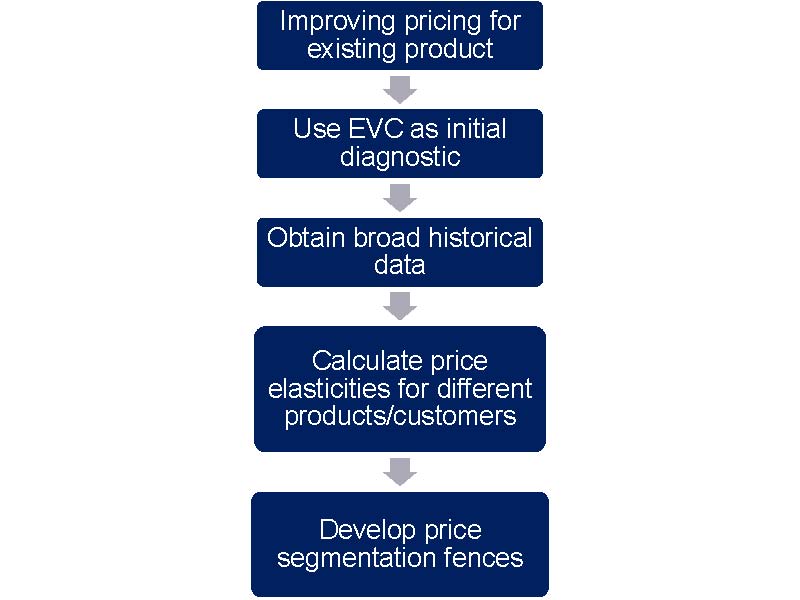 Improving pricing for
existing product
Use EVC as initial
diagnostic
Obtain broad historical
data
Calculate price
elasticities for different
products/customers
Develop price
segmentation fences